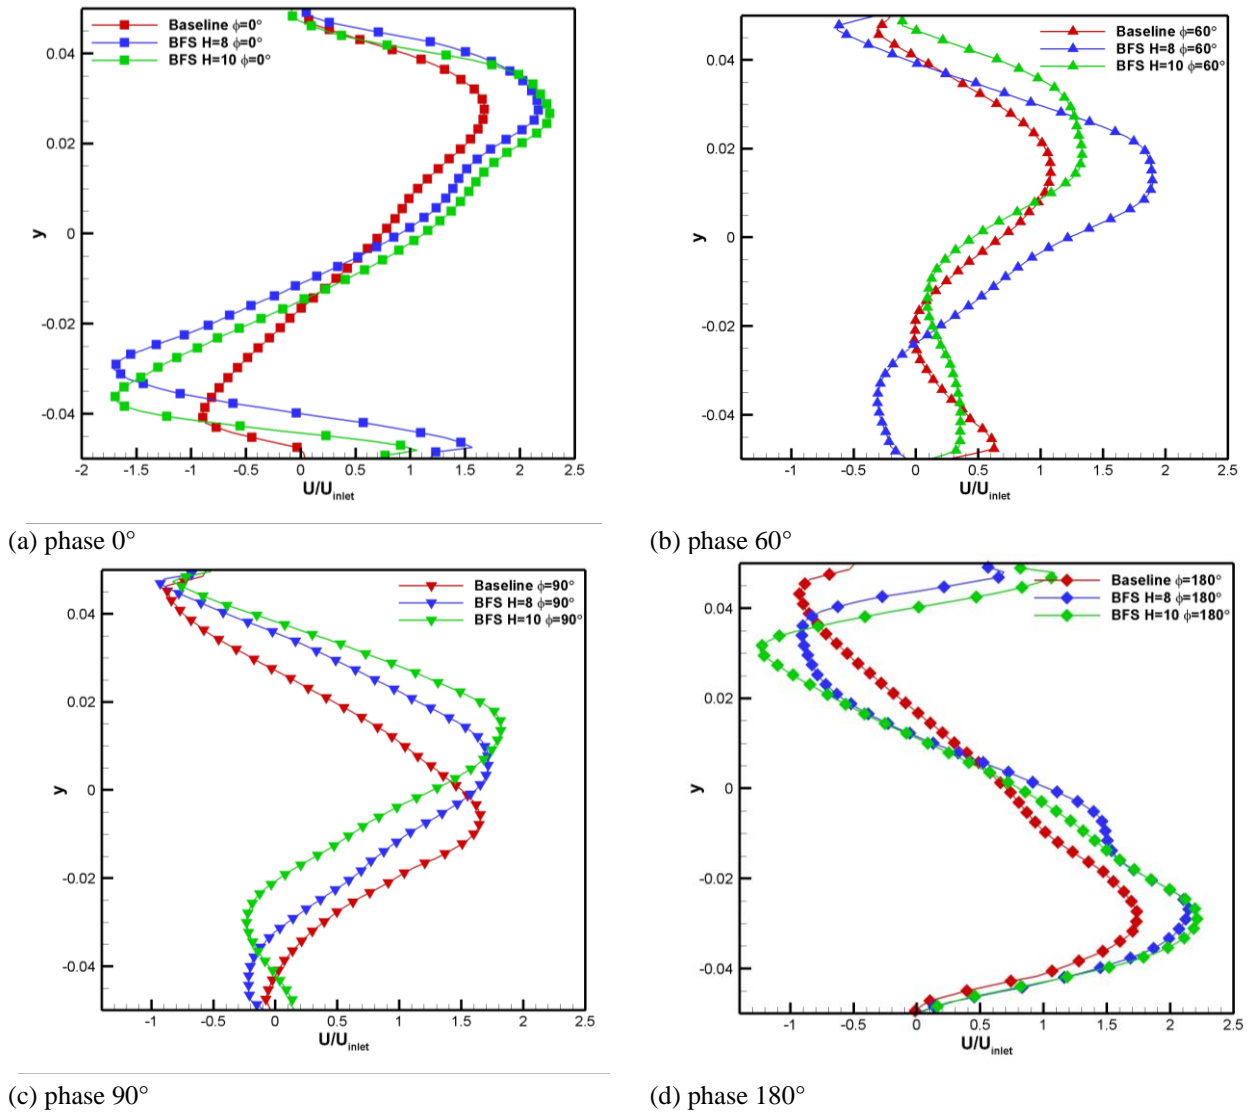 Baseline ϕ=0°
BFS H=8 ϕ=0°
BFS H=10 ϕ=0°
0.04
0.02
0
-0.02
-0.04
y
-2 -1.5 -1 -0.5 0 0.5 1 1.5 2 2.5
U/Uinlet
(a) phase 0°
Baseline ϕ=60°
BFS H=8 ϕ=60°
BFS H=10 ϕ=60°
0.04
0.02
0
-0.02
-0.04
y
-1 -0.5 0 0.5 1 1.5 2 2.5
U/Uinlet
(b) phase 60°
Baseline ϕ=90°
BFS H=8 ϕ=90°
BFS H=10 ϕ=90°
0.04
0.02
0
-0.02
-0.04
y
-1 -0.5 0 0.5 1 1.5 2 2.5
U/Uinlet
(c) phase 90°
Baseline ϕ=180°
BFS H=8 ϕ=180°
BFS H=10 ϕ=180°
0.04
0.02
0
-0.02
-0.04
y
-1 -0.5 0 0.5 1 1.5 2 2.5
U/Uinlet
(d) phase 180°